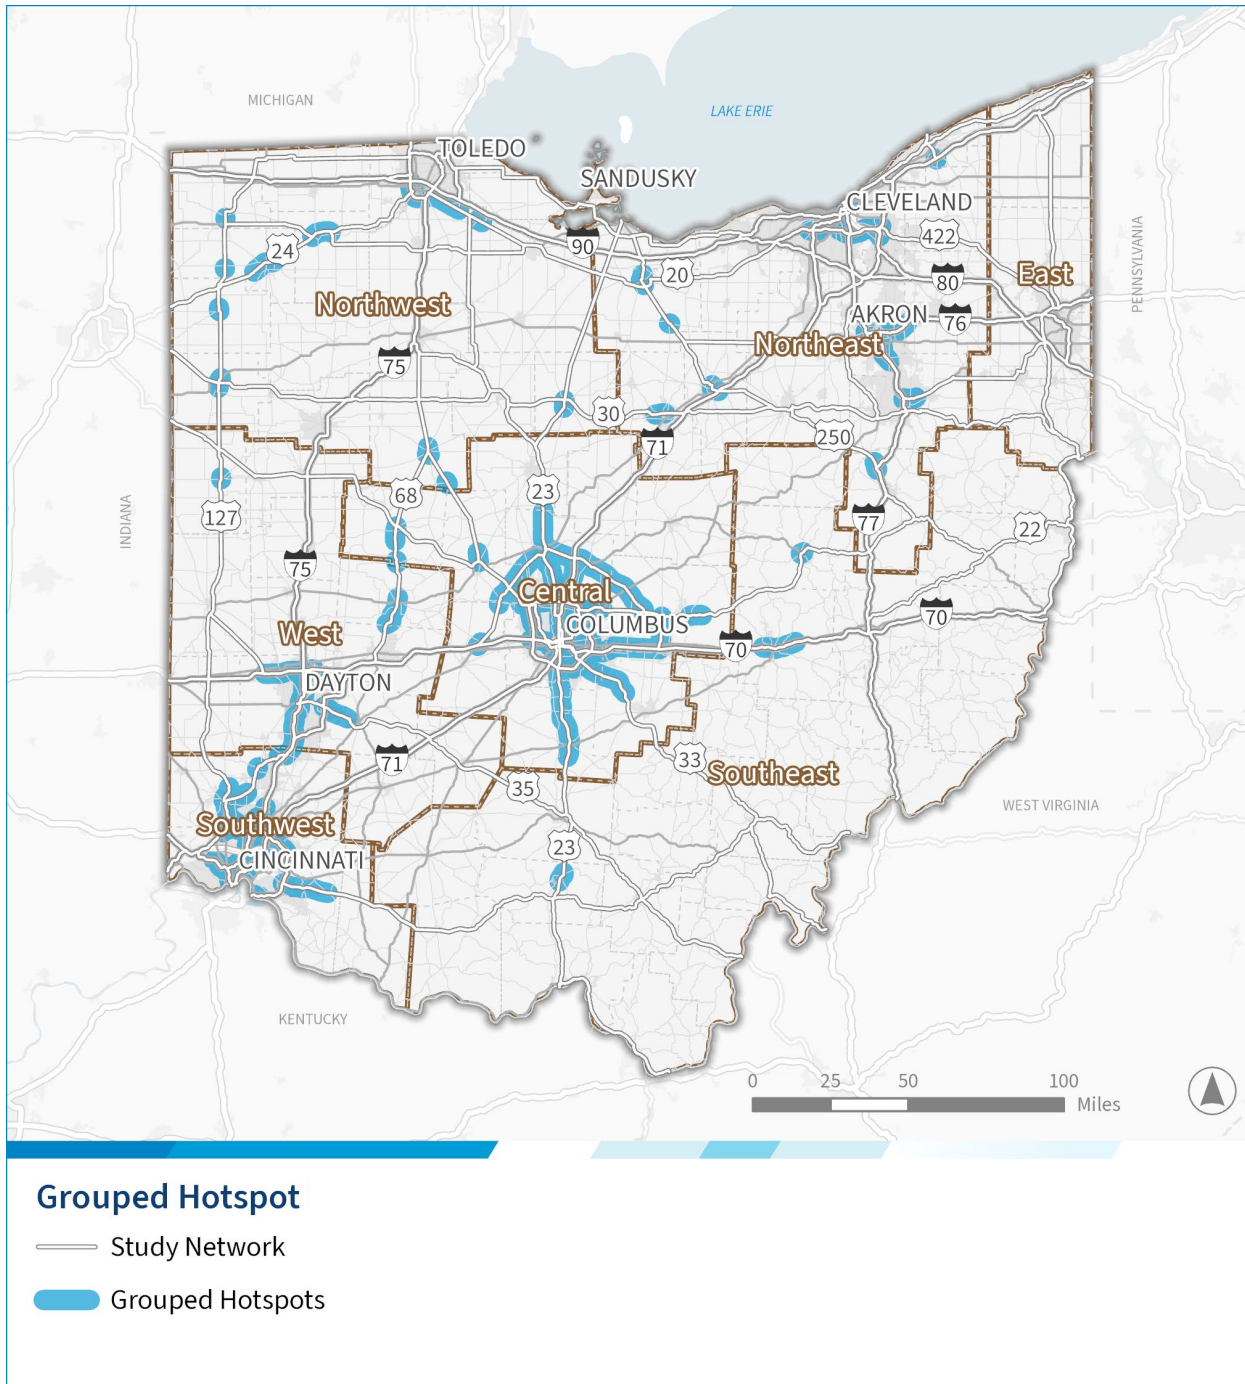 MICHIGAN
LAKE ERIE
TOLEDO
SANDUSKY
CLEVELAND
24
90
20
422
80
East
PENNSYLVANIA
Northwest
AKRON
76
Northeast
75
30
71
250
68
23
127
77
22
INDIANA
75
Central
COLUMBUS
70
West
70
DAYTON
71
35
33
Southeast
WEST VIRGINIA
Southwest
CINCINNATI
23
KENTUCKY
0 25 50 100
Miles
Grouped Hotspot
Study Network
Grouped Hotspots